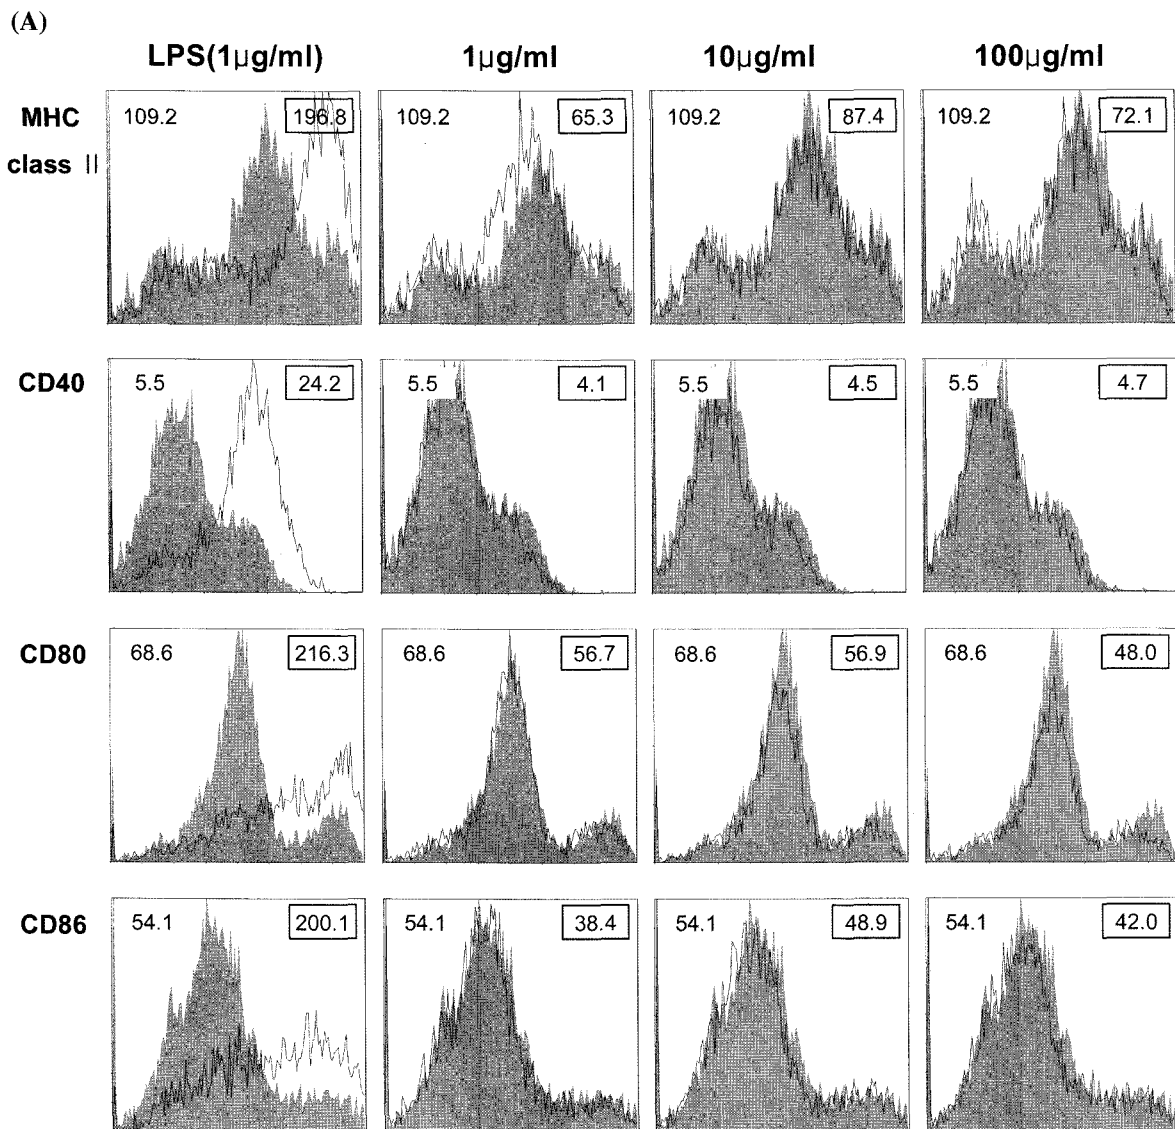 (A)
LPS(1μg/ml) 1μg/ml 10μg/ml 100μg/ml
MHC class II
109.2 196.8 109.2 65.3 109.2 87.4 109.2 72.1
CD40
5.5 24.2 5.5 4.1 5.5 4.5 5.5 4.7
CD80
68.6 216.3 68.6 56.7 68.6 56.9 68.6 48.0
CD86
54.1 200.1 54.1 38.4 54.1 48.9 54.1 42.0